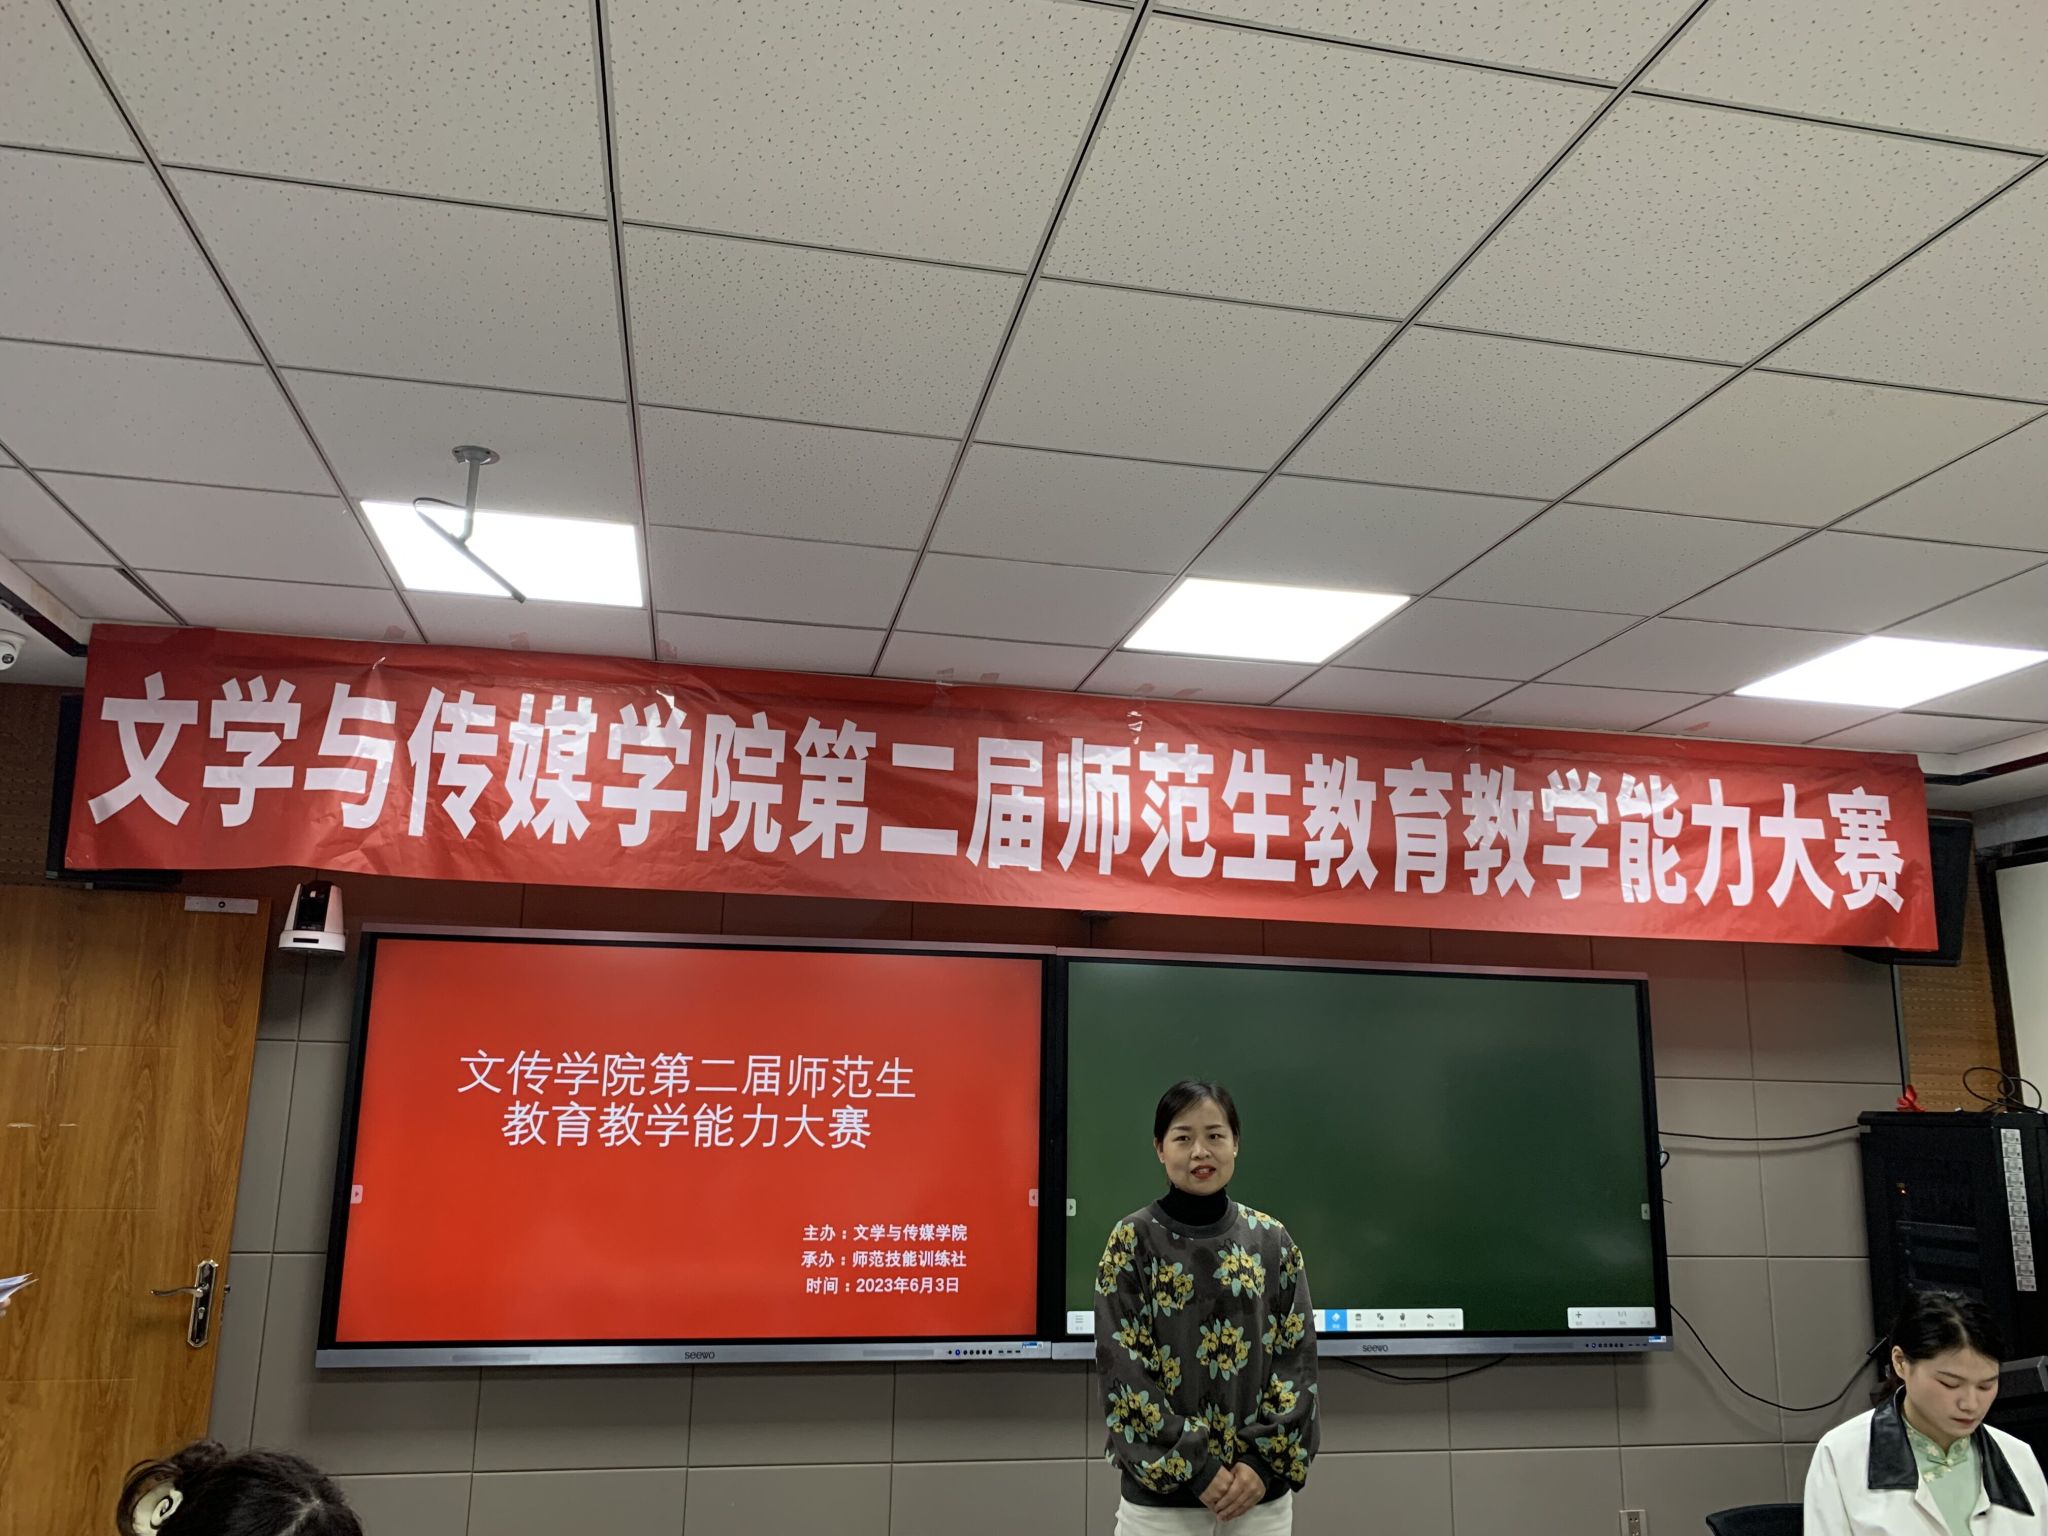 文学与传媒学院第二届师范生教育教学能力大赛
文传学院第二届师范生
教育教学能力大赛
主办：文学与传媒学院
承办：师范技能训练社
时间：2023年6月3日
seewo
seewo